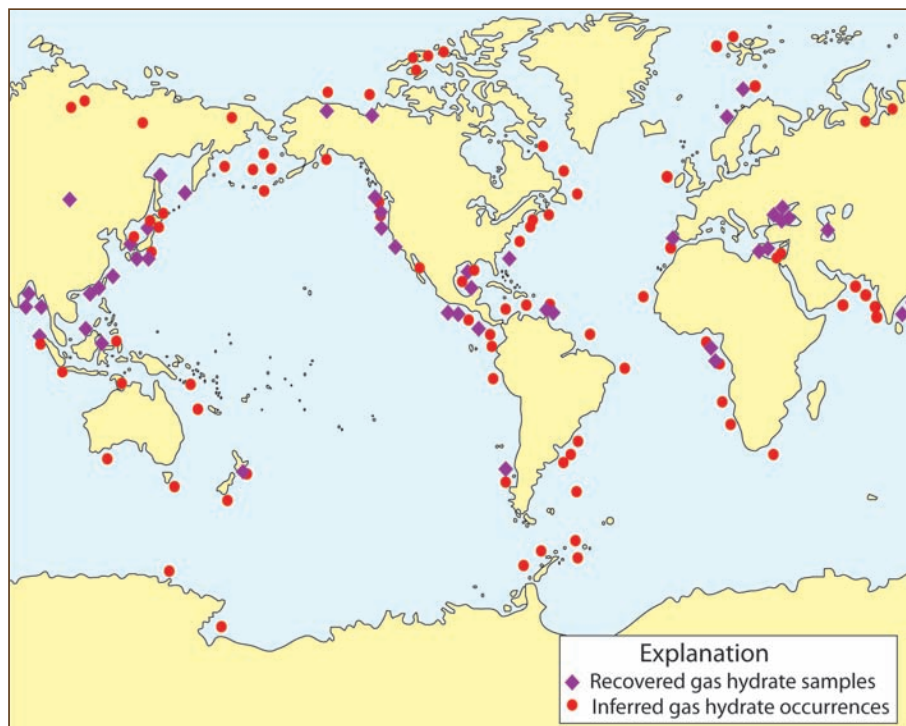 Explanation
Recovered gas hydrate samples
Inferred gas hydrate occurrences